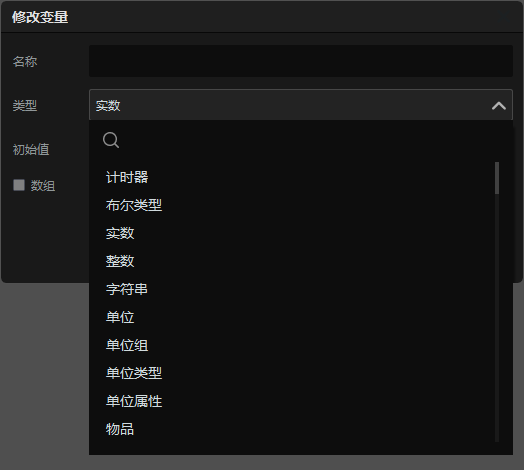 修改变量
名称
类型
实数
初始值
数组
计时器
布尔类型
实数
整数
字符串
单位
单位组
单位类型
单位属性
物品